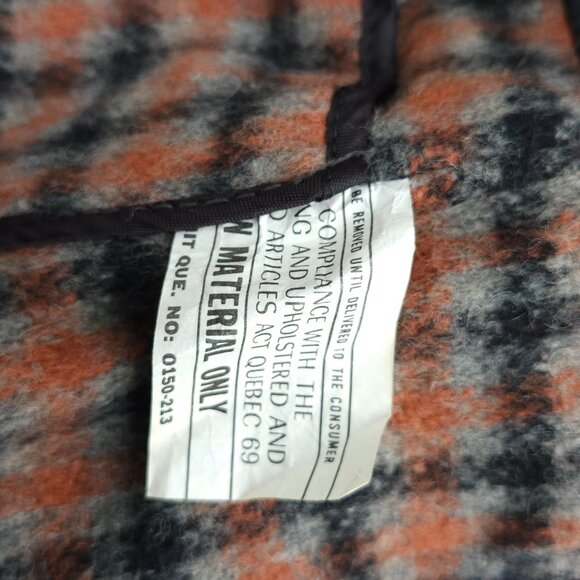 BE REMOVED UNTIL DELIVERED TO THE CONSUMER
COMPLIANCE WITH THE
NG AND UPHOLSTERED AND
D ARTICLES ACT QUEBEC 69
W MATERIAL ONLY
IT QUE. NO: 0150-213